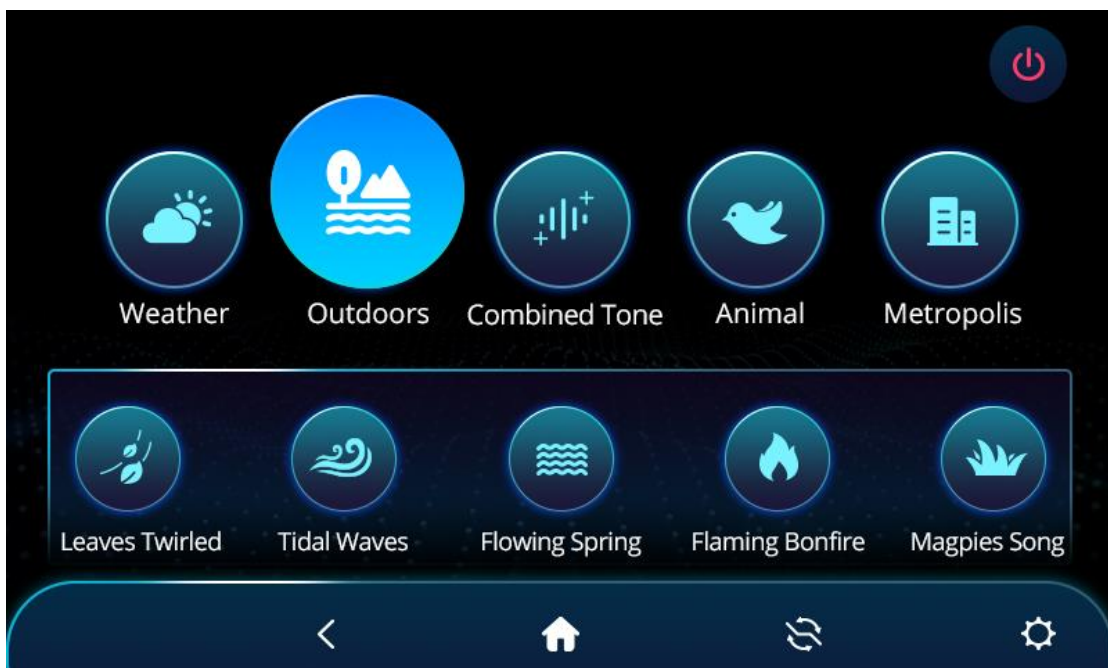 Weather Outdoors Combined Tone Animal Metropolis
Leaves Twirled Tidal Waves Flowing Spring Flaming Bonfire Magpies Song